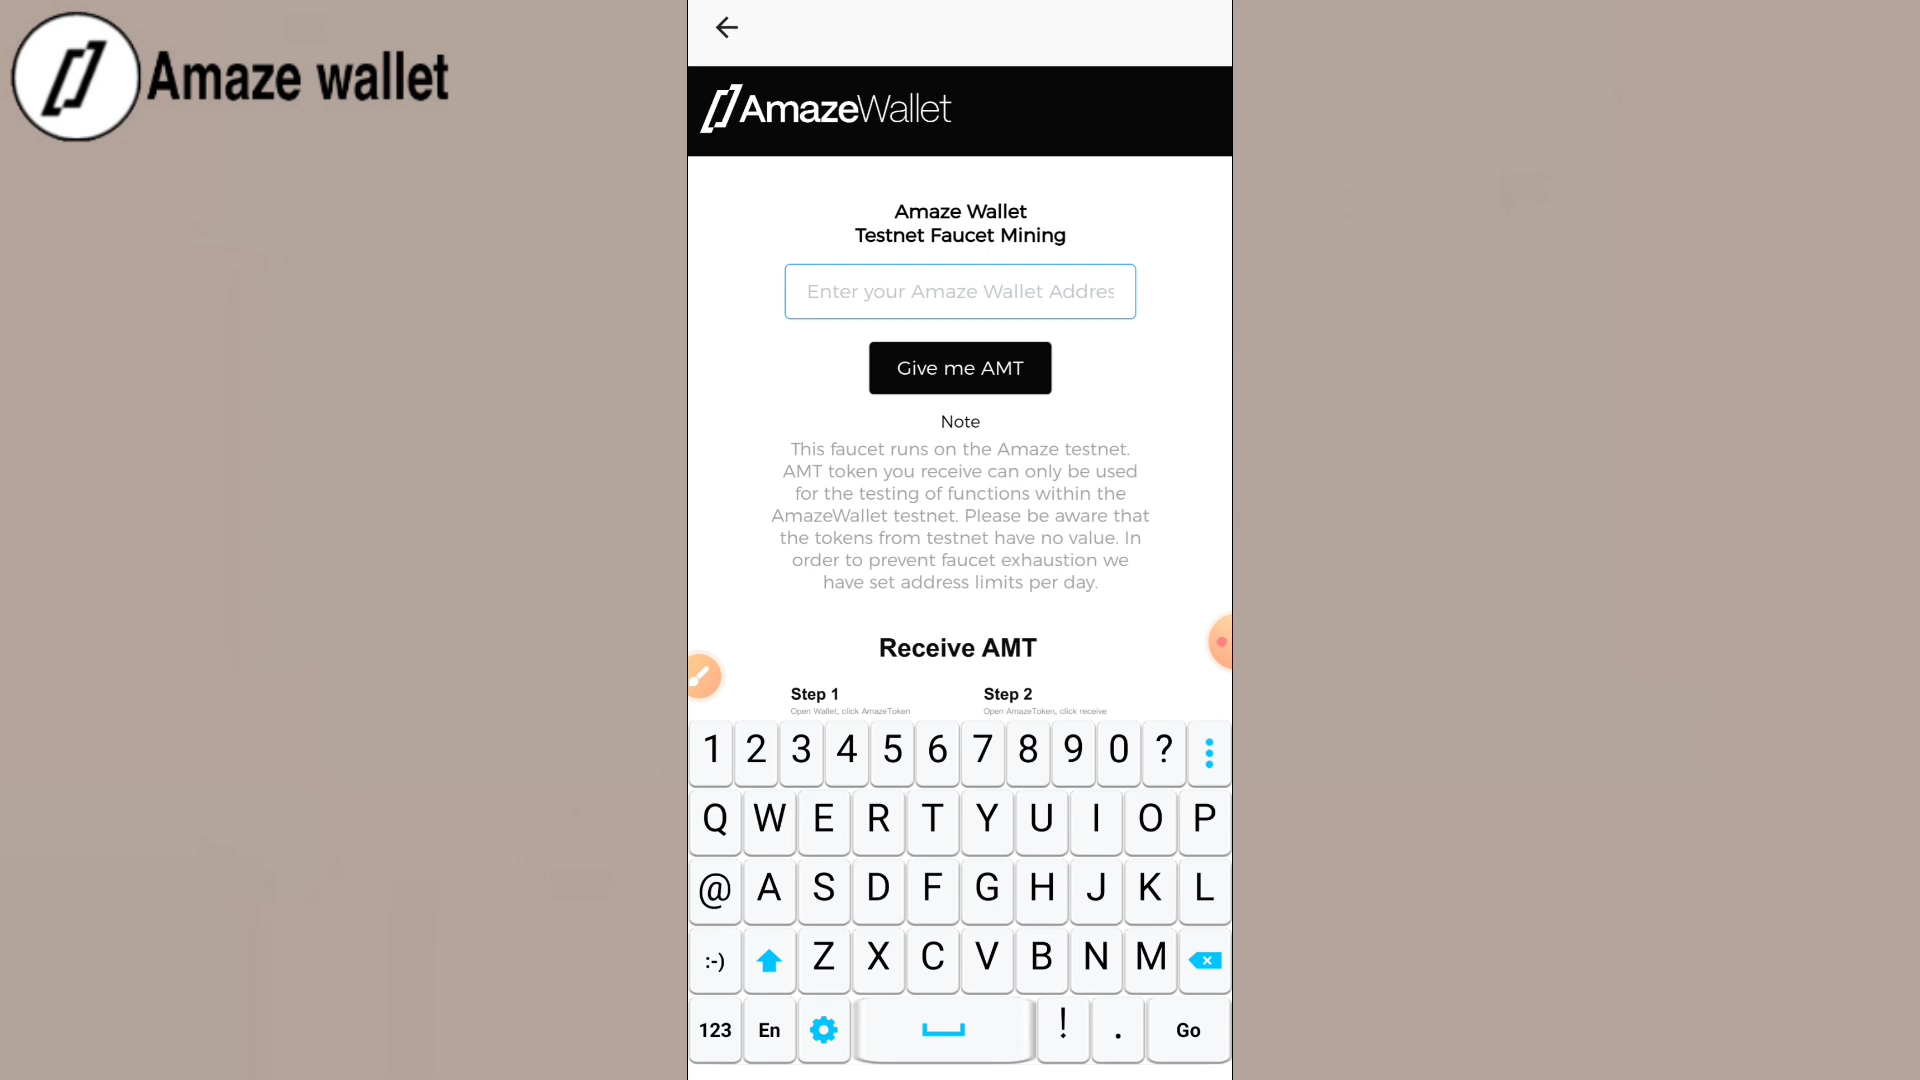 Amaze wallet
AmazeWallet
Amaze Wallet
Testnet Faucet Mining
Enter your Amaze Wallet Addres
Give me AMT
Note
This faucet runs on the Amaze testnet.
AMT token you receive can only be used
for the testing of functions within the
AmazeWallet testnet. Please be aware that
the tokens from testnet have no value. In
order to prevent faucet exhaustion we
have set address limits per day.
Receive AMT
Step 1
Open Wallet, click AmazeToken
Step 2
Open AmazeToken, click receive
1 2 3 4 5 6 7 8 9 0 ?
Q W E R T Y U I O P
@ A S D F G H J K L
:-) Z X C V B N M
123 En ! . Go